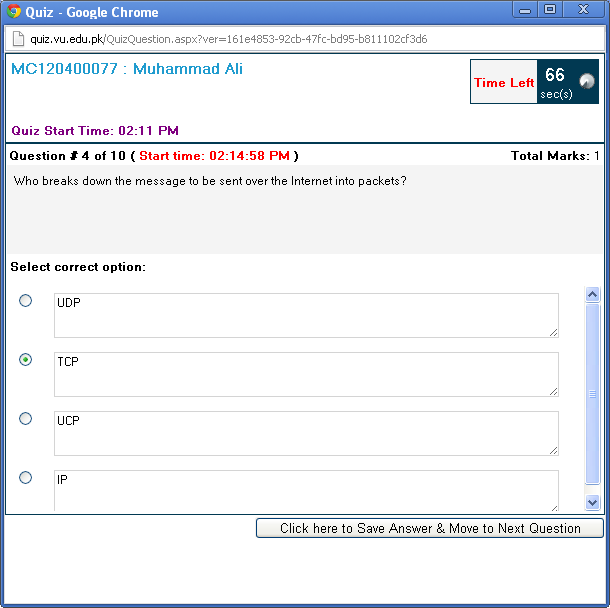 Quiz - Google Chrome
quiz.vu.edu.pk/QuizQuestion.aspx?ver=161e4853-92cb-47fc-bd95-b811102cf3d6
MC120400077 : Muhammad Ali
Time Left 66 sec(s)
Quiz Start Time: 02:11 PM
Question # 4 of 10 ( Start time: 02:14:58 PM ) Total Marks: 1
Who breaks down the message to be sent over the Internet into packets?
Select correct option:
UDP
TCP
UCP
IP
Click here to Save Answer & Move to Next Question